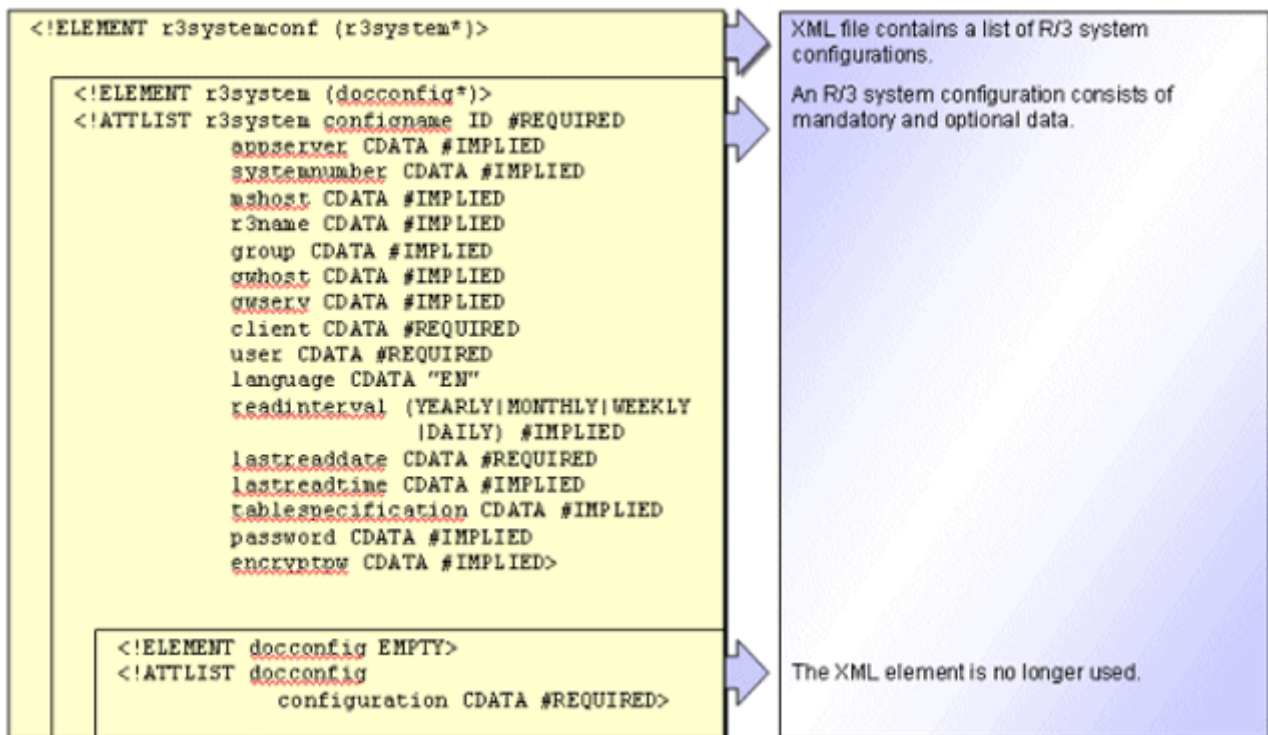 <!ELEMENT r3systemconf (r3system*)>
XML file contains a list of R/3 system
configurations.
<!ELEMENT r3system (docconfig*)>
<!ATTLIST r3system configname ID #REQUIRED
appserver CDATA #IMPLIED
systemnumber CDATA #IMPLIED
mshost CDATA #IMPLIED
r3name CDATA #IMPLIED
group CDATA #IMPLIED
gwhost CDATA #IMPLIED
gwserv CDATA #IMPLIED
client CDATA #REQUIRED
user CDATA #REQUIRED
language CDATA "EN"
readinterval (YEARLY|MONTHLY|WEEKLY
|DAILY) #IMPLIED
lastreaddate CDATA #REQUIRED
lastreadtime CDATA #IMPLIED
tablespecification CDATA #IMPLIED
password CDATA #IMPLIED
encryptpw CDATA #IMPLIED>
An R/3 system configuration consists of
mandatory and optional data.
<!ELEMENT docconfig EMPTY>
<!ATTLIST docconfig
configuration CDATA #REQUIRED>
The XML element is no longer used.